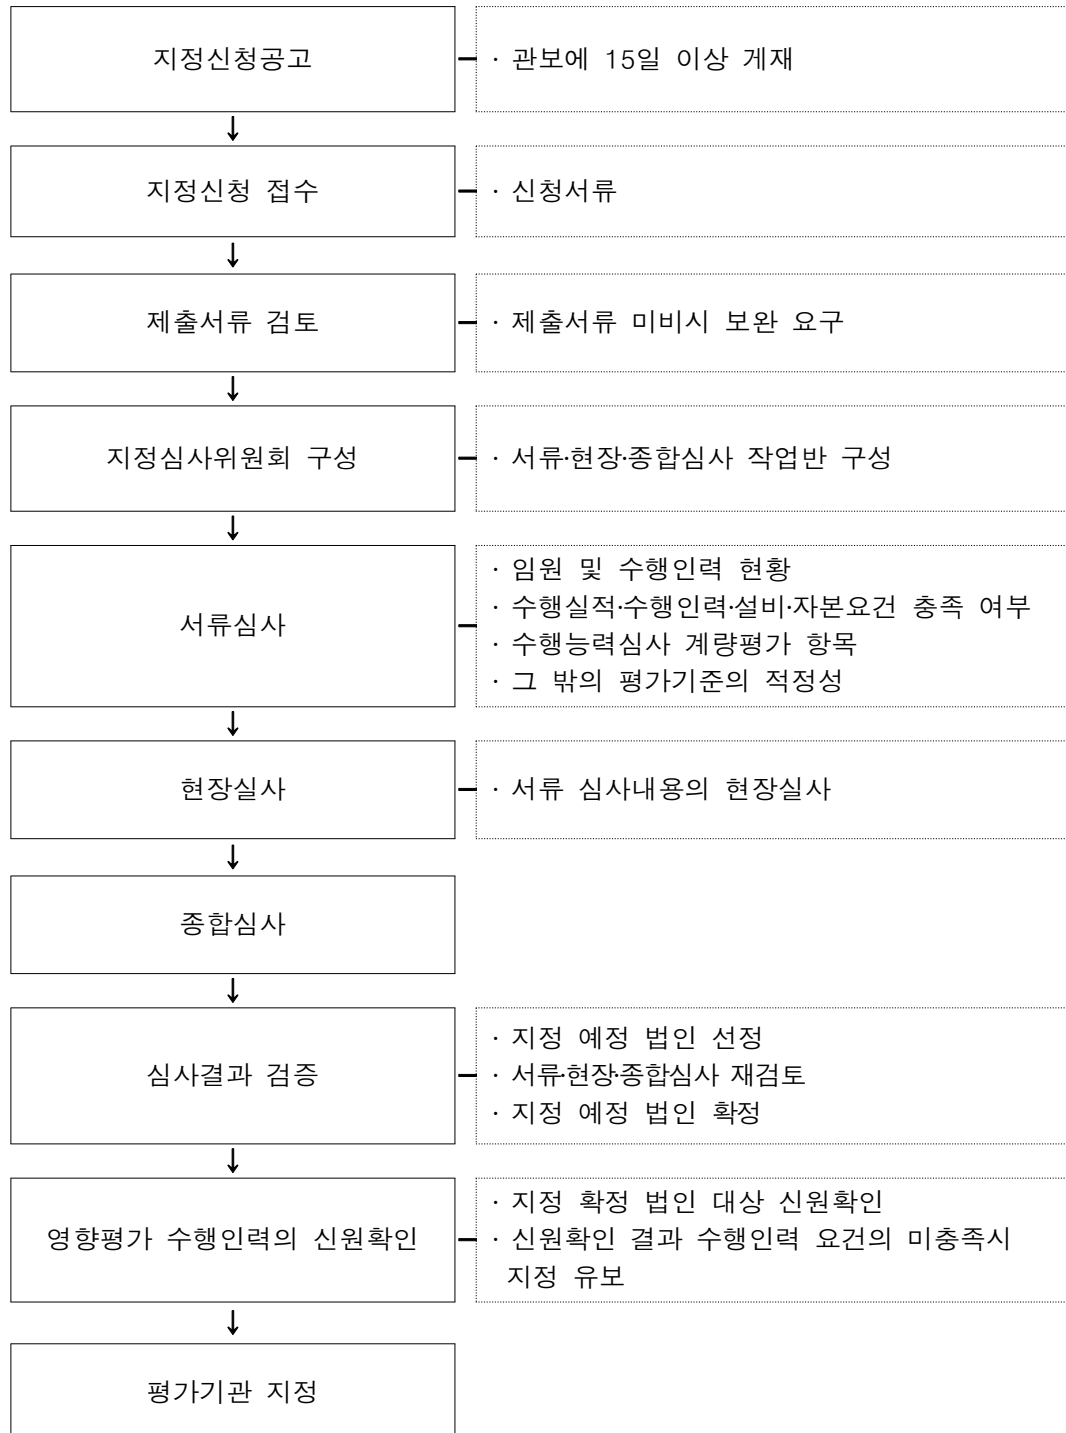 지정신청공고
· 관보에 15일 이상 게재
지정신청 접수
· 신청서류
제출서류 검토
· 제출서류 미비시 보완 요구
지정심사위원회 구성
· 서류·현장·종합심사 작업반 구성
서류심사
· 임원 및 수행인력 현황
· 수행실적·수행인력·설비·자본요건 충족 여부
· 수행능력심사 계량평가 항목
· 그 밖의 평가기준의 적정성
현장실사
· 서류 심사내용의 현장실사
종합심사
심사결과 검증
· 지정 예정 법인 선정
· 서류·현장·종합심사 재검토
· 지정 예정 법인 확정
영향평가 수행인력의 신원확인
· 지정 확정 법인 대상 신원확인
· 신원확인 결과 수행인력 요건의 미충족시
지정 유보
평가기관 지정